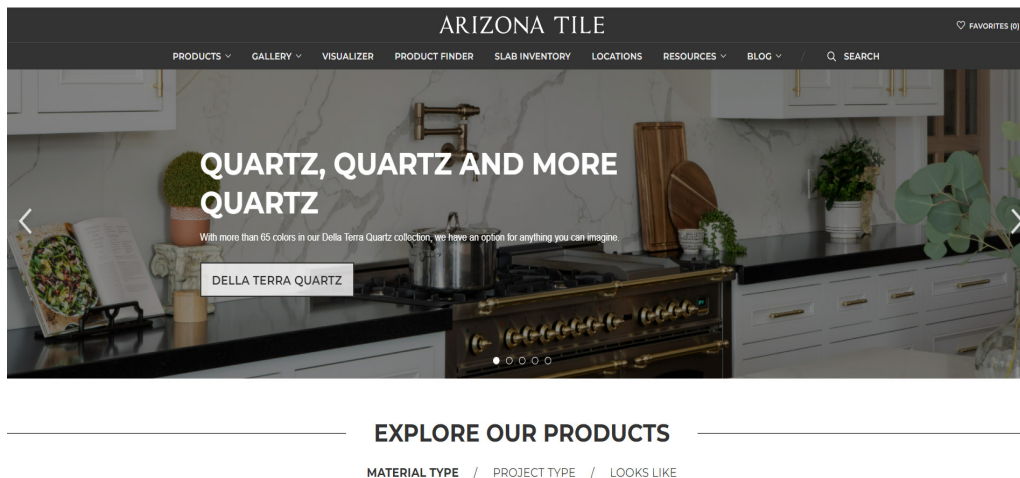 ARIZONA TILE
FAVORITES (0)
PRODUCTS GALLERY VISUALIZER PRODUCT FINDER SLAB INVENTORY LOCATIONS RESOURCES BLOG / SEARCH
QUARTZ, QUARTZ AND MORE
QUARTZ
With more than 65 colors in our Della Terra Quartz collection, we have an option for anything you can imagine.
DELLA TERRA QUARTZ
EXPLORE OUR PRODUCTS
MATERIAL TYPE / PROJECT TYPE / LOOKS LIKE